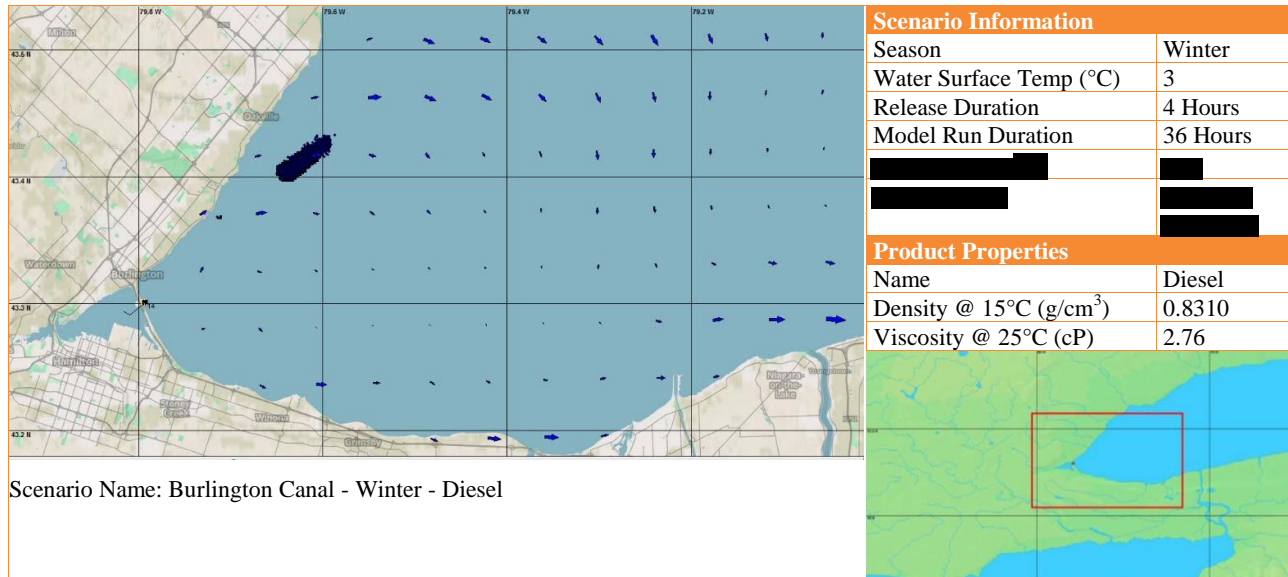 79.8 W 79.6 W 79.4 W 79.2 W
Milton
43.5 N
Oakville
43.4 N
Waterdown
Burlington
43.3 N
Hamilton
Stoney
Creek
Winona
Grimsby
Niagara-
on-the-
Lake
43.2 N
Scenario Name: Burlington Canal - Winter - Diesel
Scenario Information
Season Winter
Water Surface Temp (°C) 3
Release Duration 4 Hours
Model Run Duration 36 Hours
Product Properties
Name Diesel
Density @ 15°C (g/cm³) 0.8310
Viscosity @ 25°C (cP) 2.76